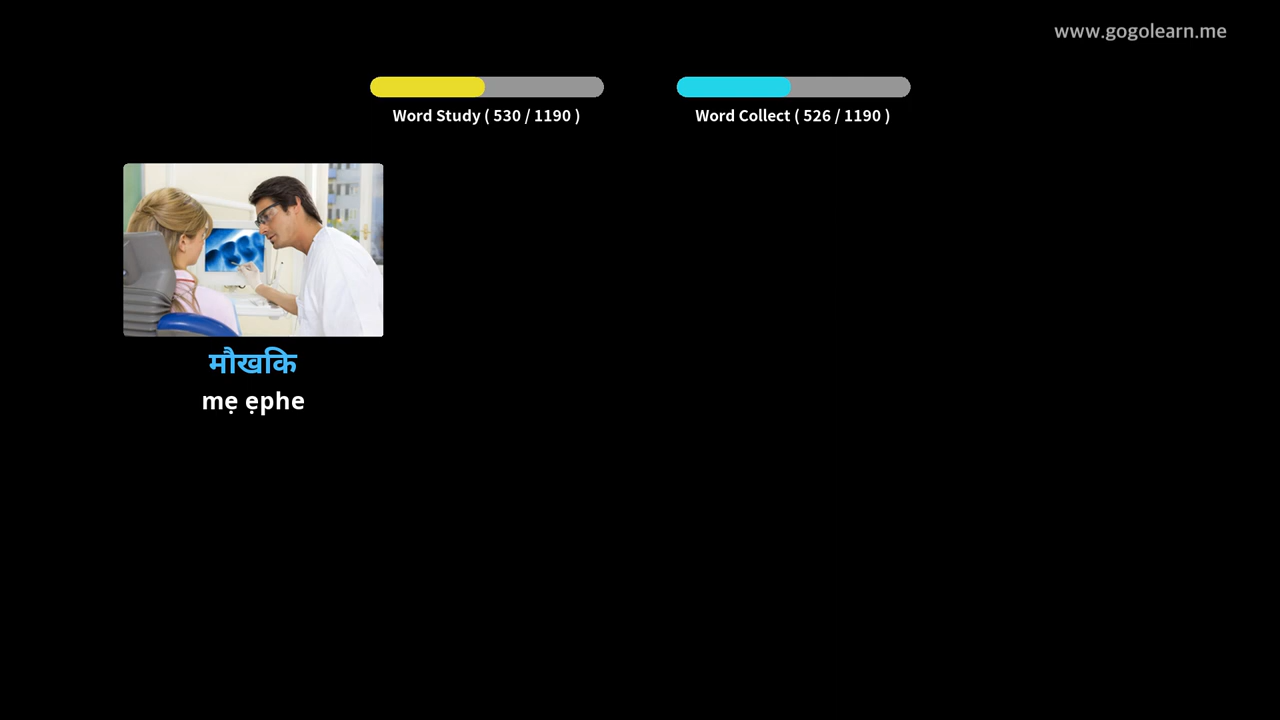 www.gogolearn.me
Word Study ( 530 / 1190 )
Word Collect ( 526 / 1190 )
मौखकि
mẹ ẹphe